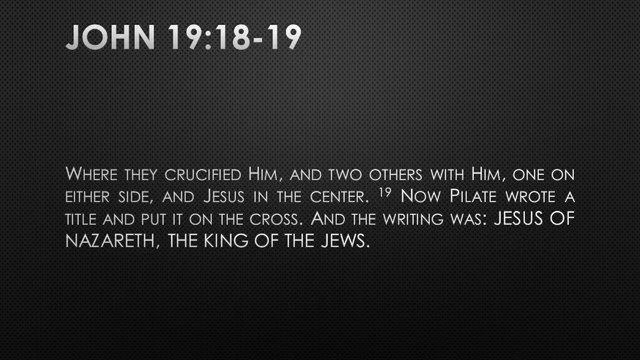 JOHN 19:18-19
Where they crucified Him, and two others with Him, one on
either side, and Jesus in the center. 19 Now Pilate wrote a
title and put it on the cross. And the writing was: JESUS OF
NAZARETH, THE KING OF THE JEWS.